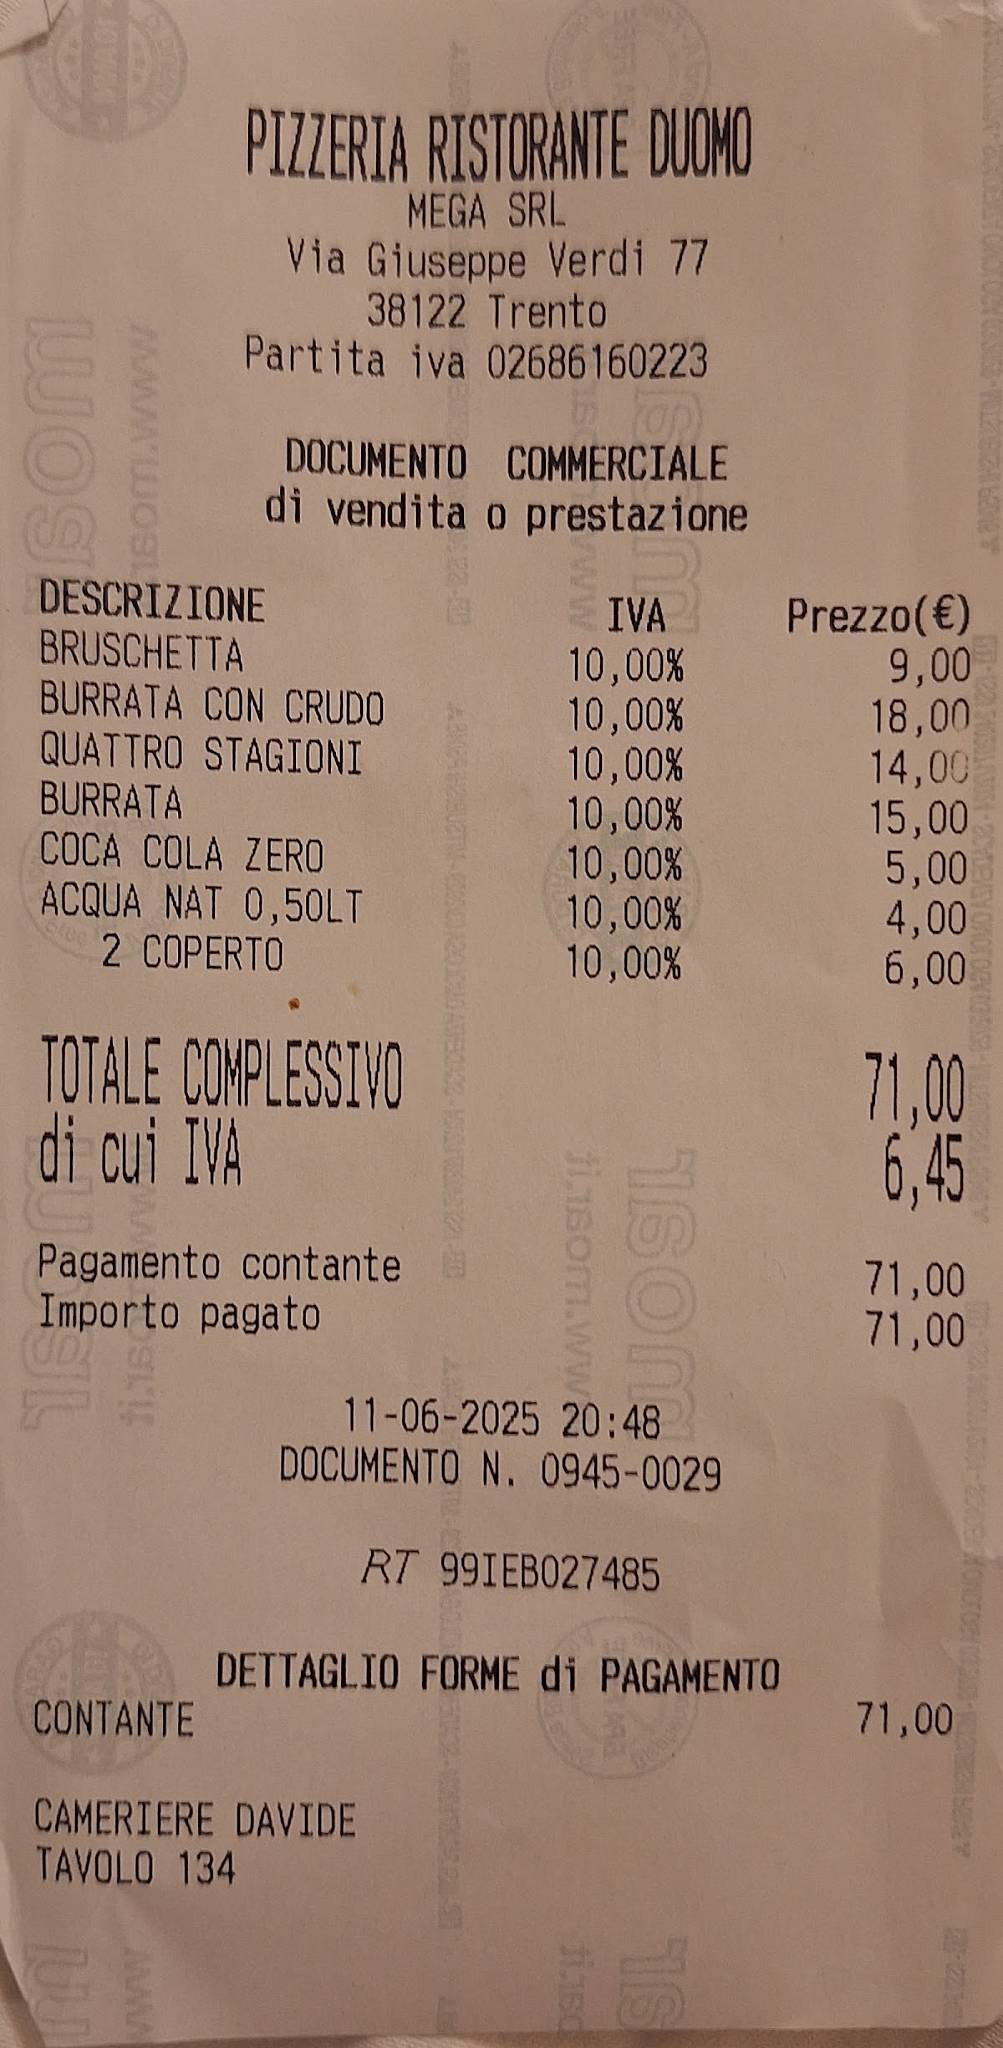 PIZZERIA RISTORANTE DUOMO
MEGA SRL
Via Giuseppe Verdi 77
38122 Trento
Partita iva 02686160223
DOCUMENTO COMMERCIALE
di vendita o prestazione
DESCRIZIONE IVA Prezzo(€)
BRUSCHETTA 10,00% 9,00
BURRATA CON CRUDO 10,00% 18,00
QUATTRO STAGIONI 10,00% 14,00
BURRATA 10,00% 15,00
COCA COLA ZERO 10,00% 5,00
ACQUA NAT 0,50LT 10,00% 4,00
2 COPERTO 10,00% 6,00
TOTALE COMPLESSIVO 71,00
di cui IVA 6,45
Pagamento contante 71,00
Importo pagato 71,00
11-06-2025 20:48
DOCUMENTO N. 0945-0029
RT 99IEB027485
DETTAGLIO FORME di PAGAMENTO
CONTANTE 71,00
CAMERIERE DAVIDE
TAVOLO 134
moar
www.moar.it